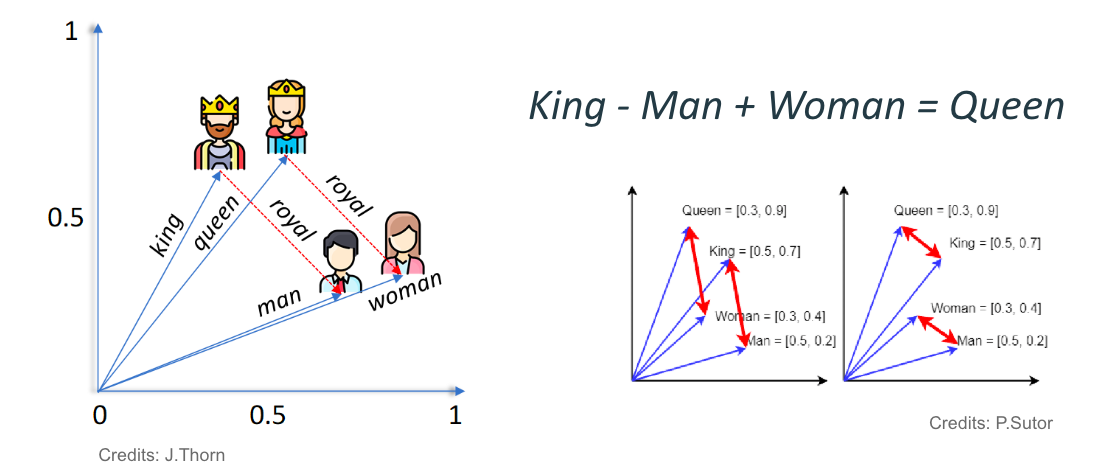 1
0.5
0
0.5
1
king
queen
royal
royal
man
woman
Credits: J.Thorn
King - Man + Woman = Queen
Queen = [0.3, 0.9]
King = [0.5, 0.7]
Woman = [0.3, 0.4]
Man = [0.5, 0.2]
Queen = [0.3, 0.9]
King = [0.5, 0.7]
Woman = [0.3, 0.4]
Man = [0.5, 0.2]
Credits: P.Sutor